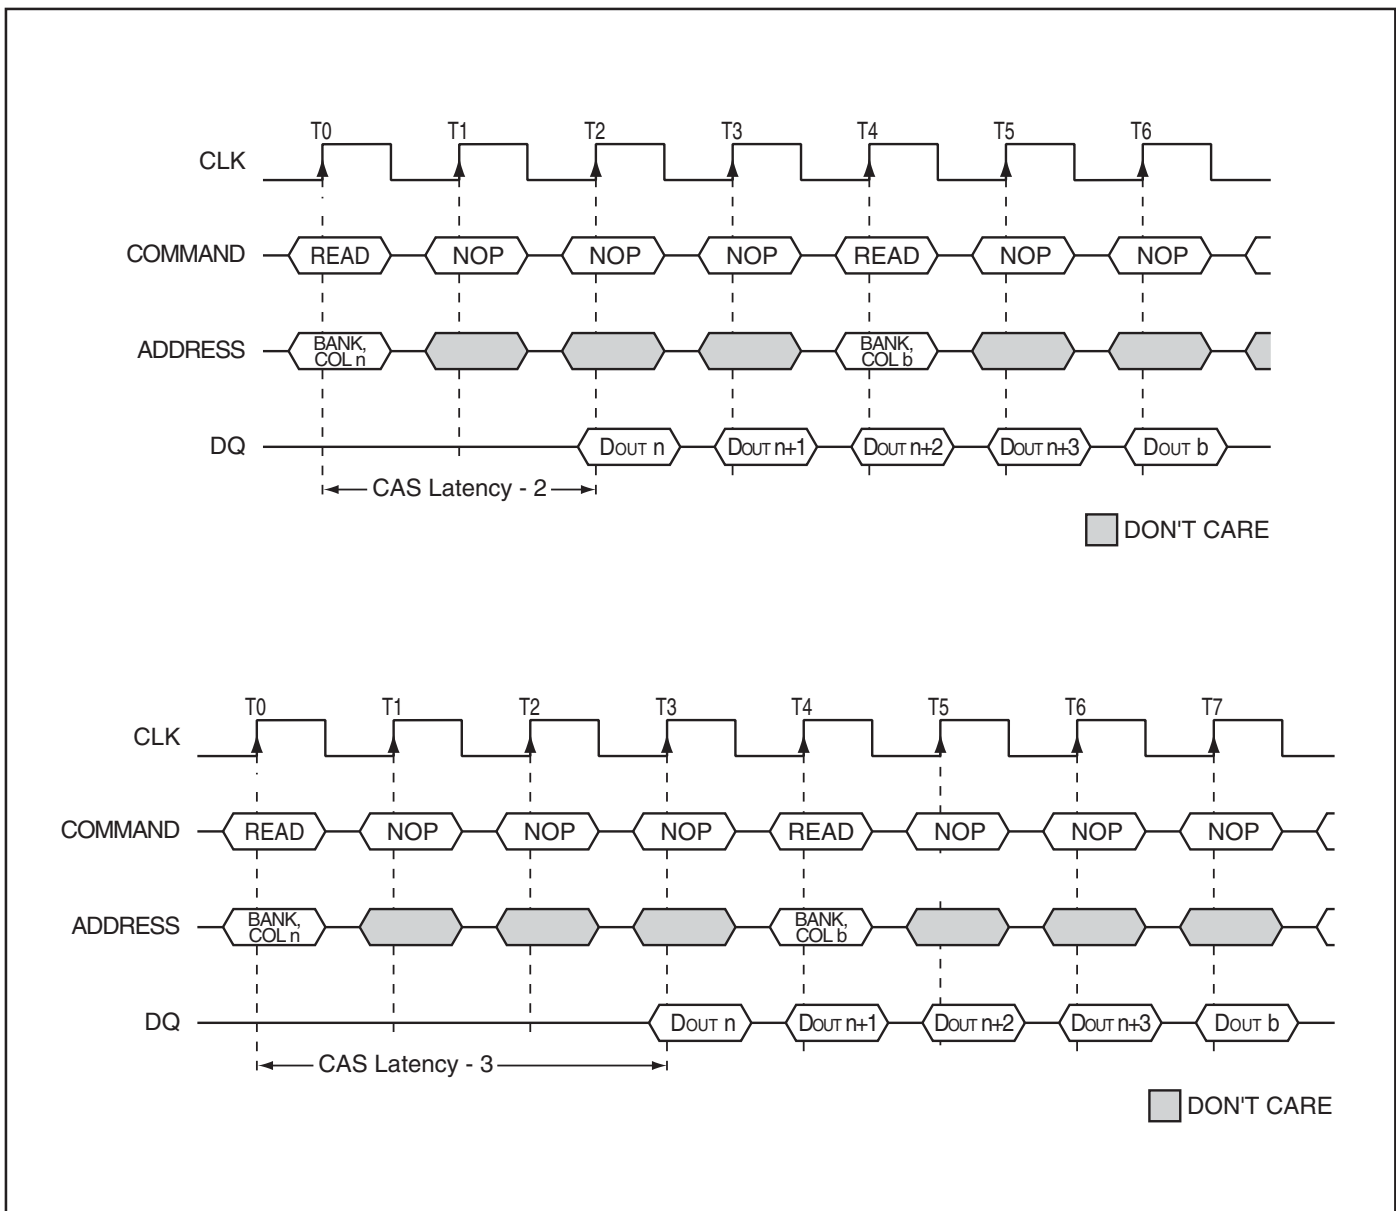 T0 T1 T2 T3 T4 T5 T6
CLK
COMMAND READ NOP NOP NOP READ NOP NOP
ADDRESS BANK, COL n BANK, COL b
DQ DOUT n DOUT n+1 DOUT n+2 DOUT n+3 DOUT b
CAS Latency - 2
DON'T CARE
T0 T1 T2 T3 T4 T5 T6 T7
CLK
COMMAND READ NOP NOP NOP READ NOP NOP NOP
ADDRESS BANK, COL n BANK, COL b
DQ DOUT n DOUT n+1 DOUT n+2 DOUT n+3 DOUT b
CAS Latency - 3
DON'T CARE